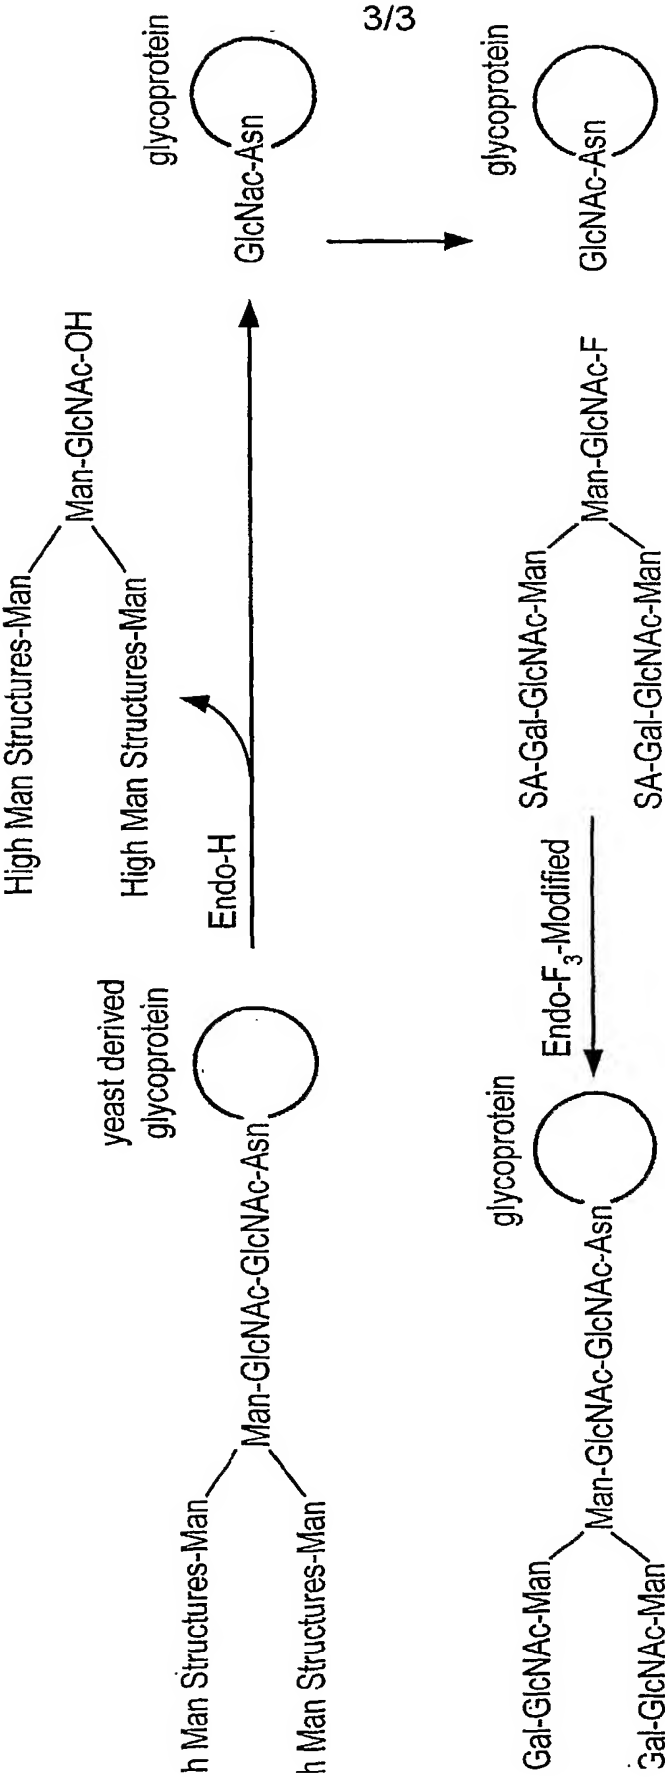 3/3
High Man Structures-Man
Man-GlcNAc-OH
High Man Structures-Man
yeast derived
glycoprotein
glycoprotein
h Man Structures-Man
Man-GlcNAc-GlcNAc-Asn
h Man Structures-Man
Endo-H
GlcNac-Asn
glycoprotein
glycoprotein
Gal-GlcNAc-Man
Man-GlcNAc-GlcNAc-Asn
Gal-GlcNAc-Man
Endo-F₃-Modified
SA-Gal-GlcNAc-Man
Man-GlcNAc-F
SA-Gal-GlcNAc-Man
GlcNAc-Asn